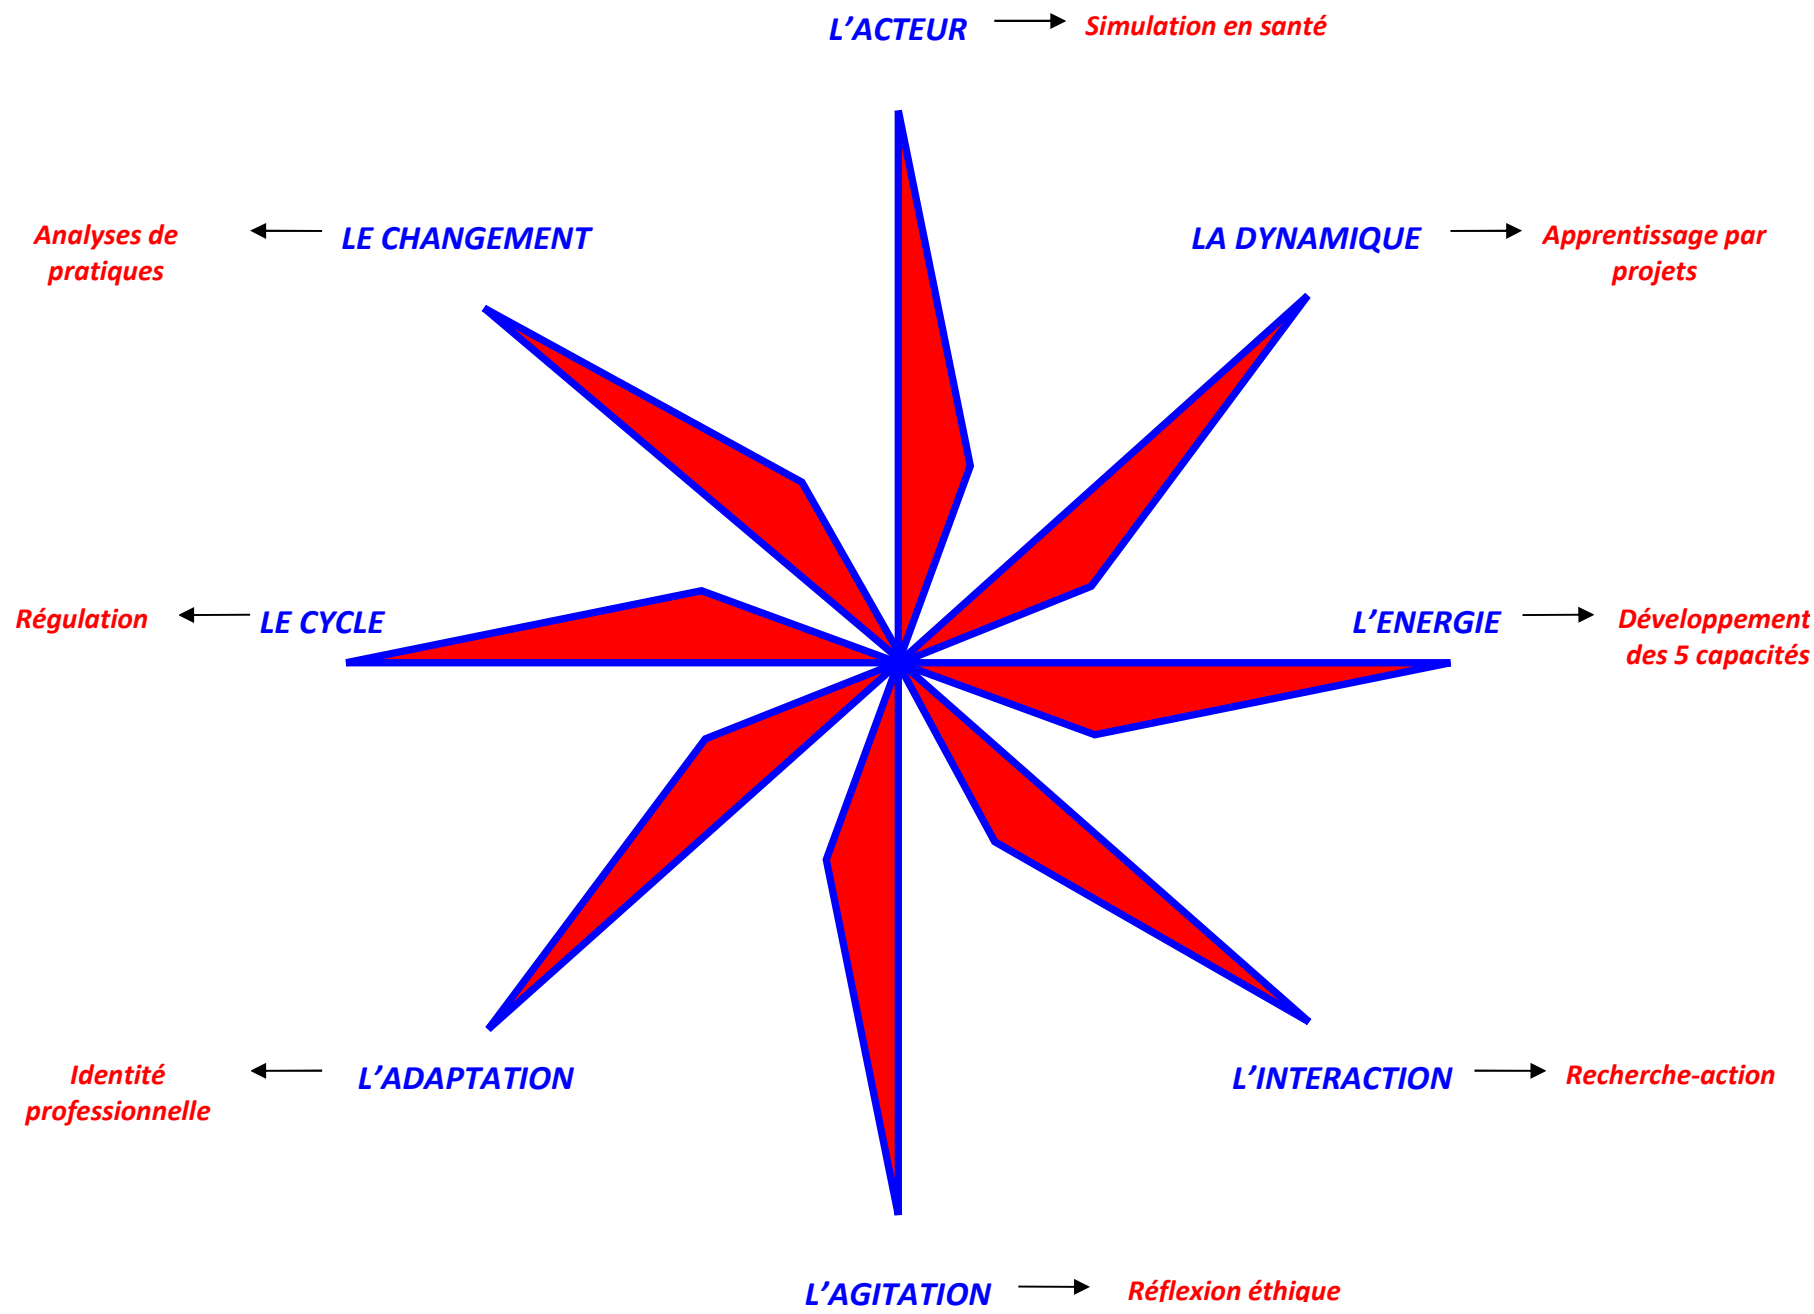 L’ACTEUR
Simulation en santé
Analyses de
pratiques
LE CHANGEMENT
LA DYNAMIQUE
Apprentissage par
projets
Régulation
LE CYCLE
L’ENERGIE
Développement
des 5 capacités
Identité
professionnelle
L’ADAPTATION
L’INTERACTION
Recherche-action
L’AGITATION
Réflexion éthique